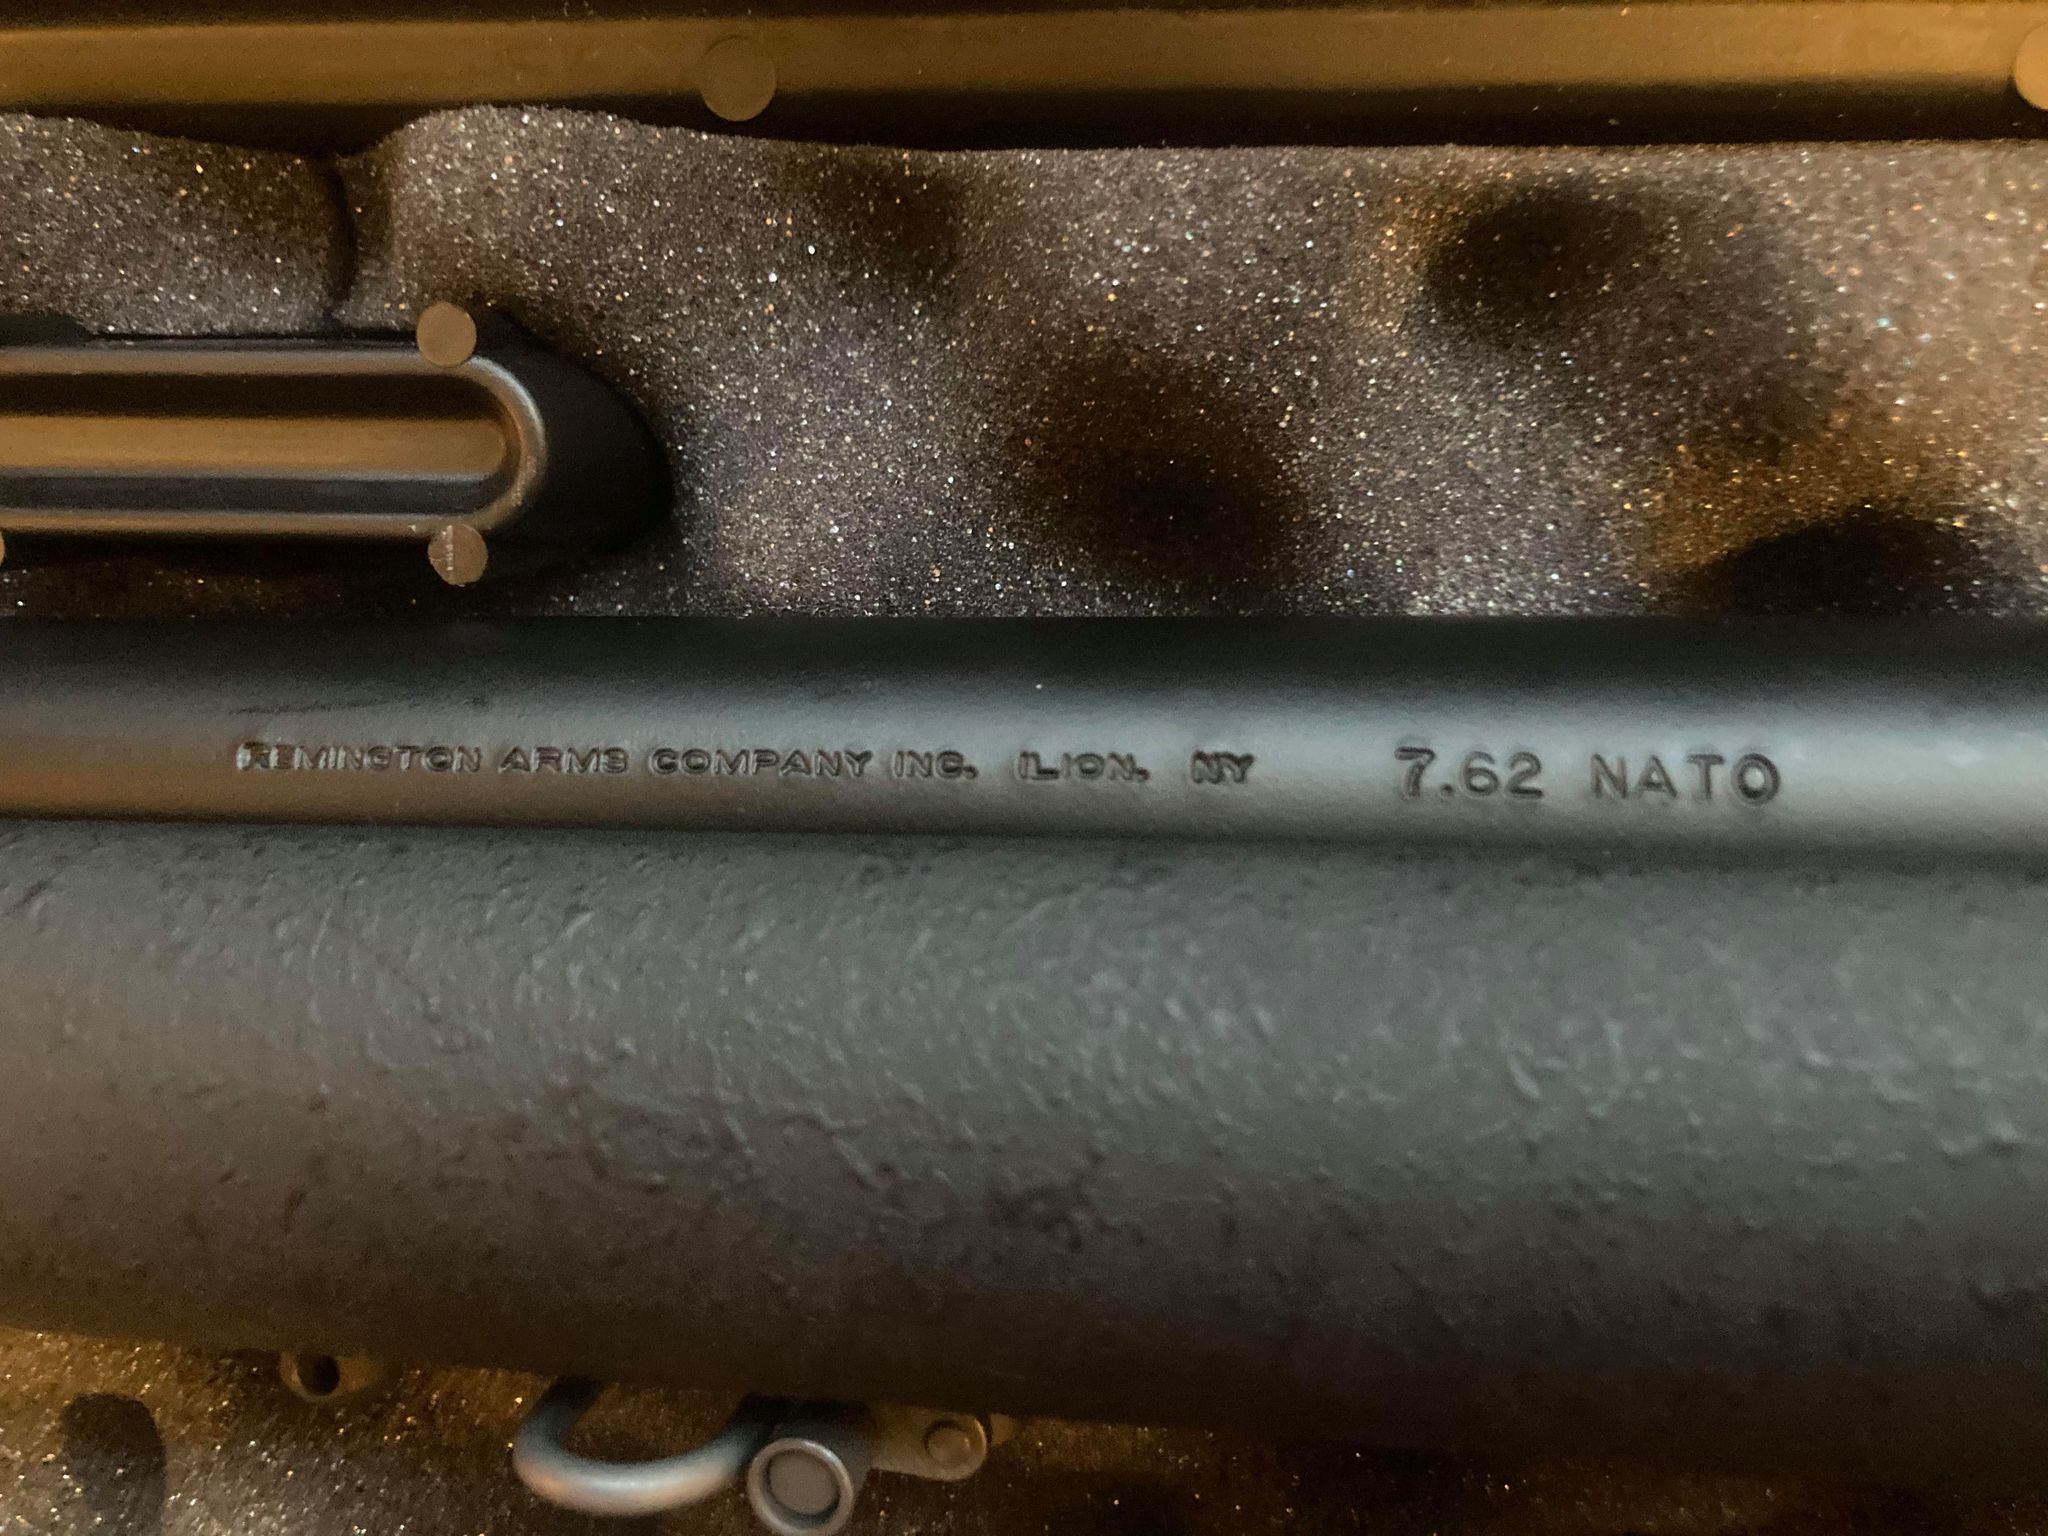 REMINGTON ARMS COMPANY INC. ILION. NY 7.62 NATO